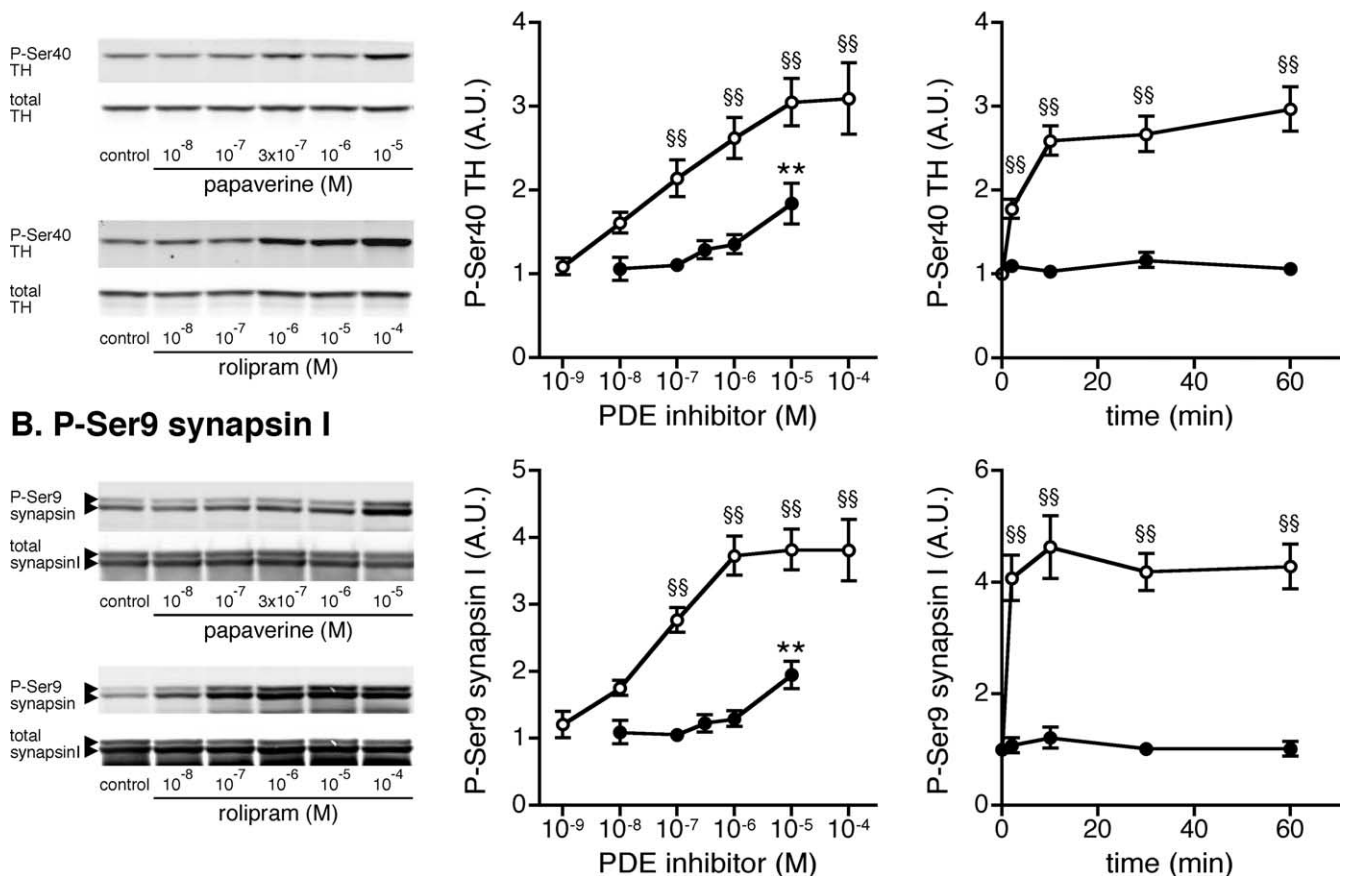 P-Ser40
TH
total
TH
control 10⁻⁸ 10⁻⁷ 3x10⁻⁷ 10⁻⁶ 10⁻⁵
papaverine (M)
P-Ser40
TH
total
TH
control 10⁻⁸ 10⁻⁷ 10⁻⁶ 10⁻⁵ 10⁻⁴
rolipram (M)
P-Ser40 TH (A.U.)
4
3
2
1
0
§§ §§ §§ §§
**
10⁻⁹ 10⁻⁸ 10⁻⁷ 10⁻⁶ 10⁻⁵ 10⁻⁴
PDE inhibitor (M)
P-Ser40 TH (A.U.)
4
3
2
1
0
§§ §§ §§ §§
0 20 40 60
time (min)
B. P-Ser9 synapsin I
P-Ser9
synapsin
total
synapsinI
control 10⁻⁸ 10⁻⁷ 3x10⁻⁷ 10⁻⁶ 10⁻⁵
papaverine (M)
P-Ser9
synapsin
total
synapsinI
control 10⁻⁸ 10⁻⁷ 10⁻⁶ 10⁻⁵ 10⁻⁴
rolipram (M)
P-Ser9 synapsin I (A.U.)
5
4
3
2
1
0
§§ §§ §§ §§
**
10⁻⁹ 10⁻⁸ 10⁻⁷ 10⁻⁶ 10⁻⁵ 10⁻⁴
PDE inhibitor (M)
P-Ser9 synapsin I (A.U.)
6
4
2
0
§§ §§ §§ §§
0 20 40 60
time (min)